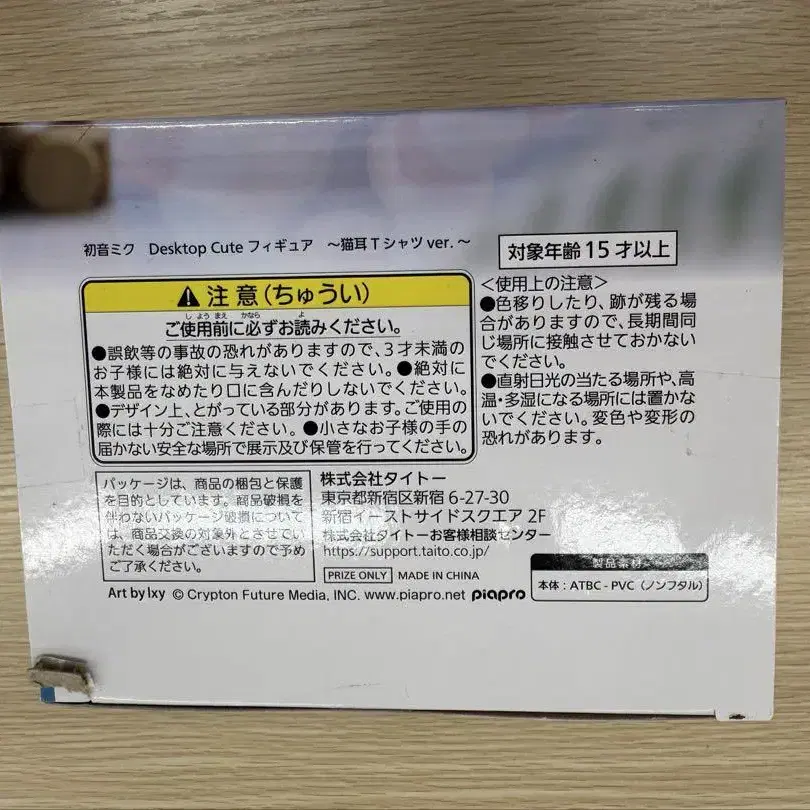 初音ミク Desktop Cute フィギュア ～猫耳Tシャツver.～
対象年齢15才以上
⚠注意(ちゅうい)
しようまえ かなら よ
ご使用前に必ずお読みください。
●誤飲等の事故の恐れがありますので、3才未満の
お子様には絶対に与えないでください。●絶対に
本製品をなめたり口に含んだりしないでください。
●デザイン上、とがっている部分があります。ご使用の
際には十分ご注意ください。●小さなお子様の手の
届かない安全な場所で展示及び保管を行ってください。
＜使用上の注意＞
●色移りしたり、跡が残る場
合がありますので、長期間同
じ場所に接触させておかない
でください。
●直射日光の当たる場所や、高
温・多湿になる場所には置かな
いでください。変色や変形の
恐れがあります。
パッケージは、商品の梱包と保護
を目的としています。商品破損を
伴わないパッケージ破損について
は、商品交換の対象外とさせてい
ただく場合がございますので予め
ご了承ください。
株式会社タイトー
東京都新宿区新宿 6-27-30
新宿イーストサイドスクエア 2F
株式会社タイトーお客様相談センター
https://support.taito.co.jp/
PRIZE ONLY MADE IN CHINA
製品素材
本体：ATBC-PVC（ノンフタル）
Art by lxy © Crypton Future Media, INC. www.piapro.net piapro